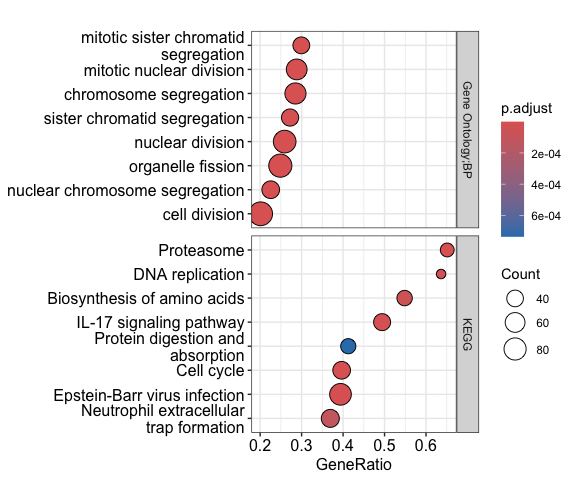 mitotic sister chromatid
segregation
mitotic nuclear division
chromosome segregation
sister chromatid segregation
nuclear division
organelle fission
nuclear chromosome segregation
cell division
Gene Ontology:BP
Proteasome
DNA replication
Biosynthesis of amino acids
IL-17 signaling pathway
Protein digestion and
absorption
Cell cycle
Epstein-Barr virus infection
Neutrophil extracellular
trap formation
KEGG
0.2 0.3 0.4 0.5 0.6
GeneRatio
p.adjust
2e-04
4e-04
6e-04
Count
40
60
80